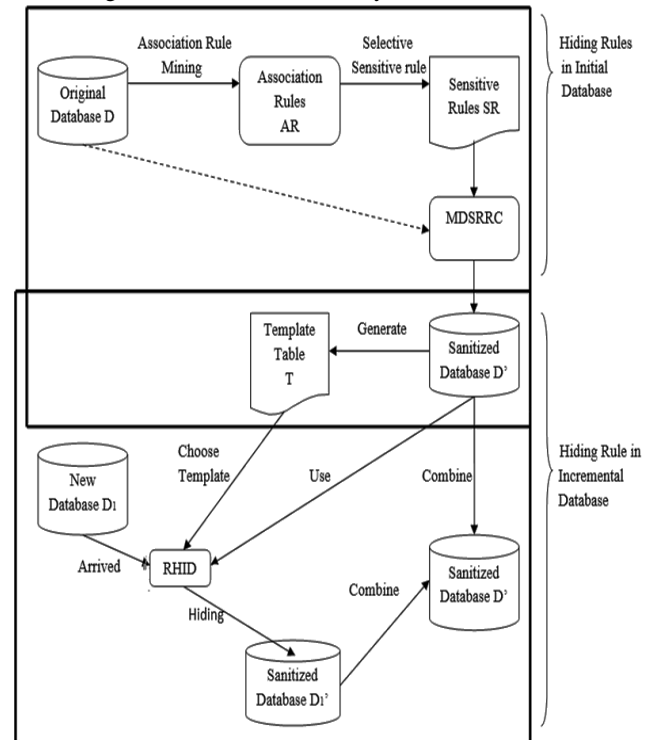 Association Rule
Mining
Selective
Sensitive rule
Hiding Rules
in Initial
Database
Original
Database D
Association
Rules
AR
Sensitive
Rules SR
MDSRRC
Template
Table
T
Generate
Sanitized
Database D’
Choose
Template
Use
Combine
Hiding Rule in
Incremental
Database
New
Database D1
Arrived
RHID
Hiding
Combine
Sanitized
Database D’
Sanitized
Database D1’